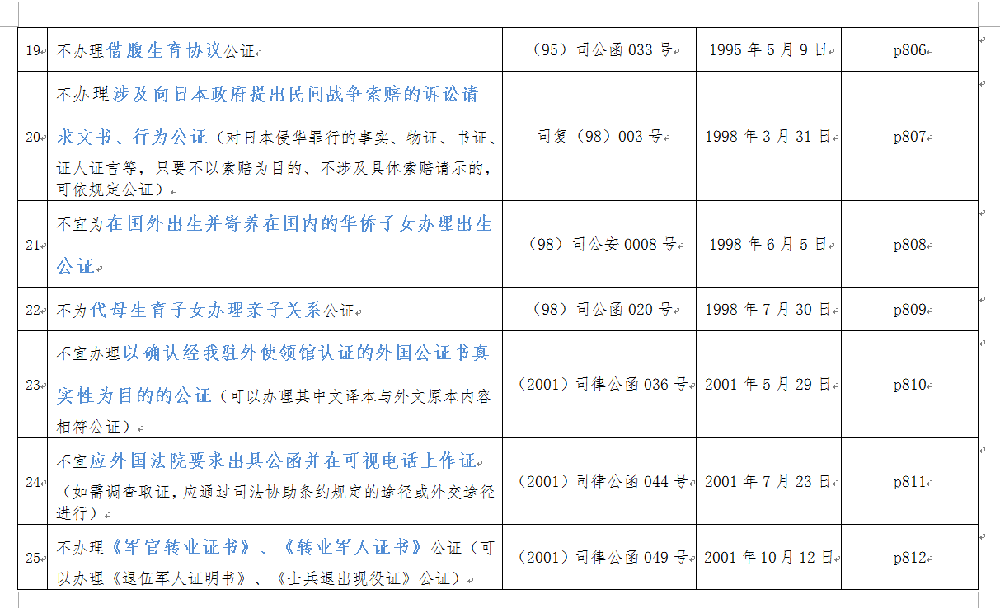 19 不办理借腹生育协议公证 （95）司公函 033 号 1995 年 5 月 9 日 p806
不办理涉及向日本政府提出民间战争索赔的诉讼请
20 求文书、行为公证（对日本侵华罪行的事实、物证、书证、 司复（98）003 号 1998 年 3 月 31 日 p807
证人证言等，只要不以索赔为目的、不涉及具体索赔请示的，
可依规定公证）
不宜为在国外出生并寄养在国内的华侨子女办理出生
21 （98）司公安 0008 号 1998 年 6 月 5 日 p808
公证
22 不为代母生育子女办理亲子关系公证 （98）司公函 020 号 1998 年 7 月 30 日 p809
不宜办理以确认经我驻外使领馆认证的外国公证书真
23 实性为目的的公证（可以办理其中文译本与外文原本内容 （2001）司律公函 036 号 2001 年 5 月 29 日 p810
相符公证）
不宜应外国法院要求出具公函并在可视电话上作证
24 （如需调查取证，应通过司法协助条约规定的途径或外交途径 （2001）司律公函 044 号 2001 年 7 月 23 日 p811
进行）
不办理《军官转业证书》、《转业军人证书》公证（可
25 （2001）司律公函 049 号 2001 年 10 月 12 日 p812
以办理《退伍军人证明书》、《士兵退出现役证》公证）